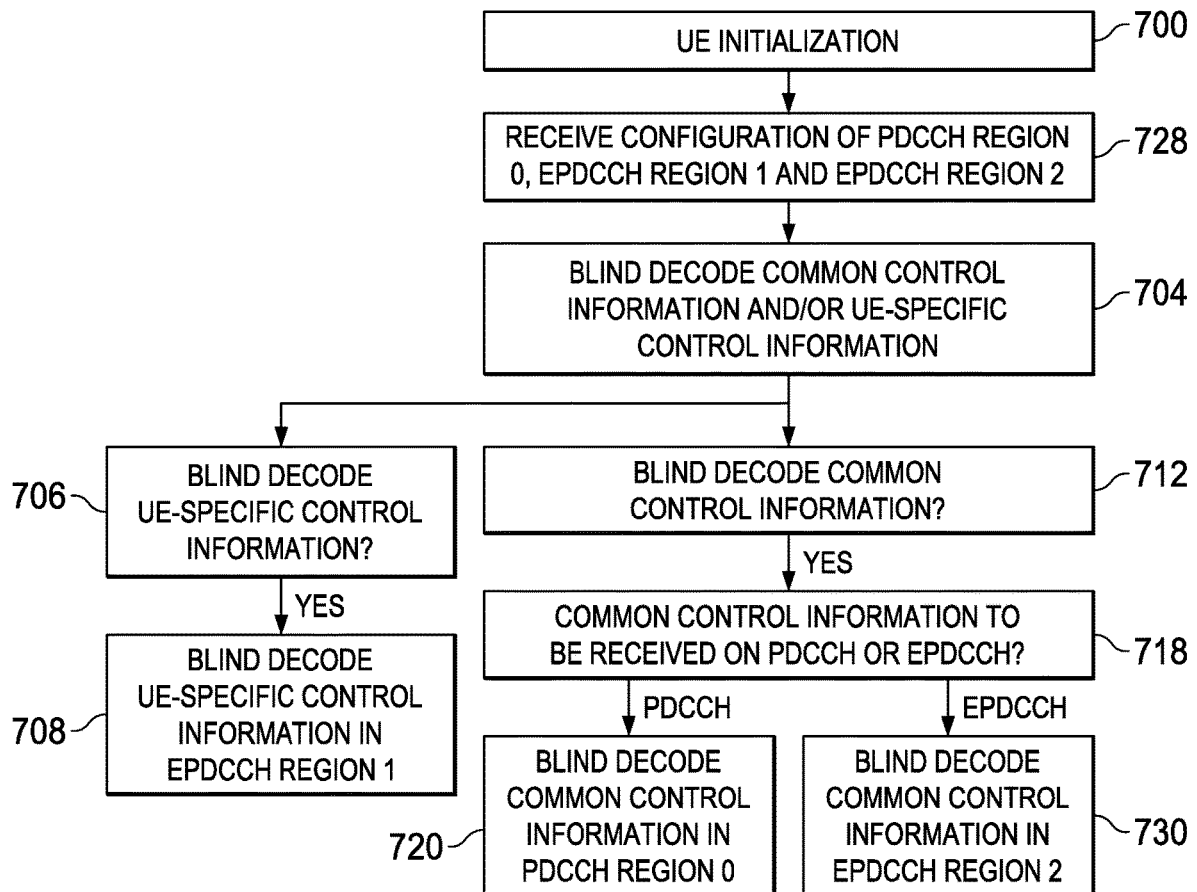 UE INITIALIZATION
700
RECEIVE CONFIGURATION OF PDCCH REGION
0, EPDCCH REGION 1 AND EPDCCH REGION 2
728
BLIND DECODE COMMON CONTROL
INFORMATION AND/OR UE-SPECIFIC
CONTROL INFORMATION
704
706
BLIND DECODE
UE-SPECIFIC CONTROL
INFORMATION?
BLIND DECODE COMMON
CONTROL INFORMATION?
712
YES
YES
708
BLIND DECODE
UE-SPECIFIC CONTROL
INFORMATION IN
EPDCCH REGION 1
COMMON CONTROL INFORMATION TO
BE RECEIVED ON PDCCH OR EPDCCH?
718
PDCCH
EPDCCH
720
BLIND DECODE
COMMON CONTROL
INFORMATION IN
PDCCH REGION 0
BLIND DECODE
COMMON CONTROL
INFORMATION IN
EPDCCH REGION 2
730